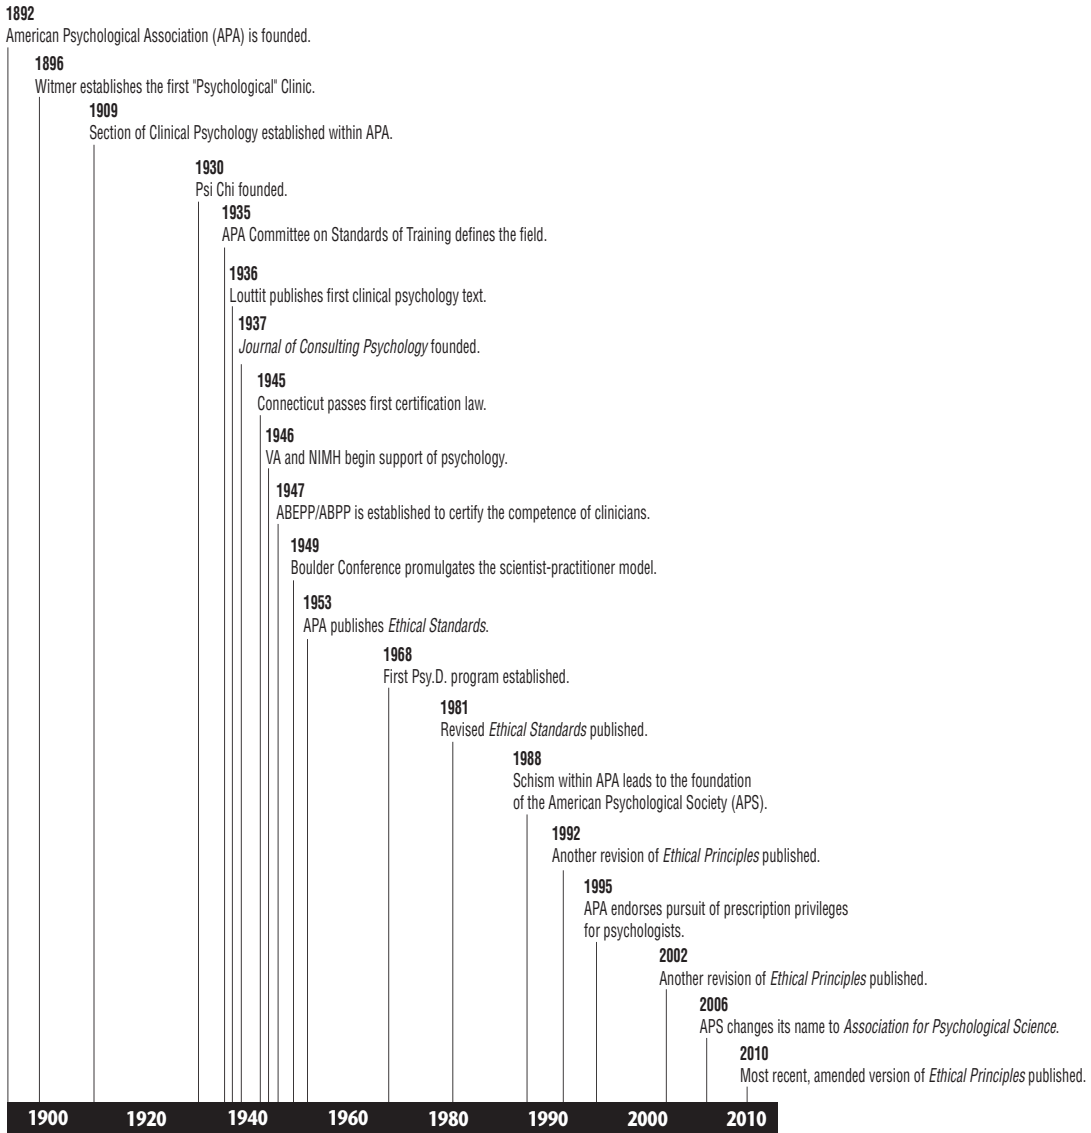 1892
American Psychological Association (APA) is founded.
1896
Witmer establishes the first "Psychological" Clinic.
1909
Section of Clinical Psychology established within APA.
1930
Psi Chi founded.
1935
APA Committee on Standards of Training defines the field.
1936
Louttit publishes first clinical psychology text.
1937
Journal of Consulting Psychology founded.
1945
Connecticut passes first certification law.
1946
VA and NIMH begin support of psychology.
1947
ABEPP/ABPP is established to certify the competence of clinicians.
1949
Boulder Conference promulgates the scientist-practitioner model.
1953
APA publishes Ethical Standards.
1968
First Psy.D. program established.
1981
Revised Ethical Standards published.
1988
Schism within APA leads to the foundation
of the American Psychological Society (APS).
1992
Another revision of Ethical Principles published.
1995
APA endorses pursuit of prescription privileges
for psychologists.
2002
Another revision of Ethical Principles published.
2006
APS changes its name to Association for Psychological Science.
2010
Most recent, amended version of Ethical Principles published.
1900 1920 1940 1960 1980 1990 2000 2010